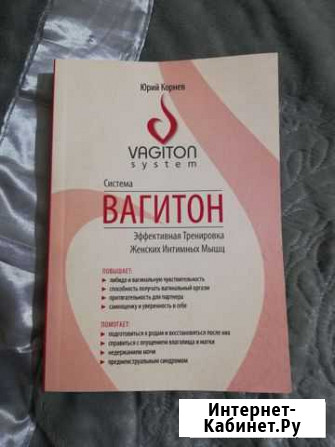 Юрий Корнев
VAGITON
system
Система
ВАГИТОН
Эффективная Тренировка
Женских Интимных Мышц
ПОВЫШАЕТ:
либидо и вагинальную чувствительность
способность получать вагинальный оргазм
притягательность для партнера
самооценку и уверенность в себе
ПОМОГАЕТ:
подготовиться к родам и восстановиться после них
справиться с опущением влагалища и матки
недержанием мочи
предменструальным синдромом
Интернет-
Кабинет.Ру